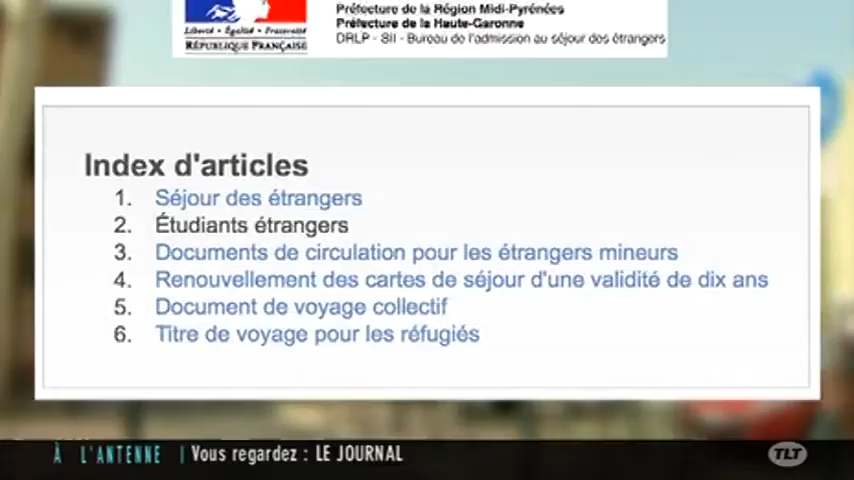 Liberté • Égalité • Fraternité
RÉPUBLIQUE FRANÇAISE
Préfecture de la Région Midi-Pyrénées
Préfecture de la Haute-Garonne
DRLP - SII - Bureau de l'admission au séjour des étrangers
Index d'articles
1. Séjour des étrangers
2. Étudiants étrangers
3. Documents de circulation pour les étrangers mineurs
4. Renouvellement des cartes de séjour d'une validité de dix ans
5. Document de voyage collectif
6. Titre de voyage pour les réfugiés
À L'ANTENNE | Vous regardez : LE JOURNAL
TLT